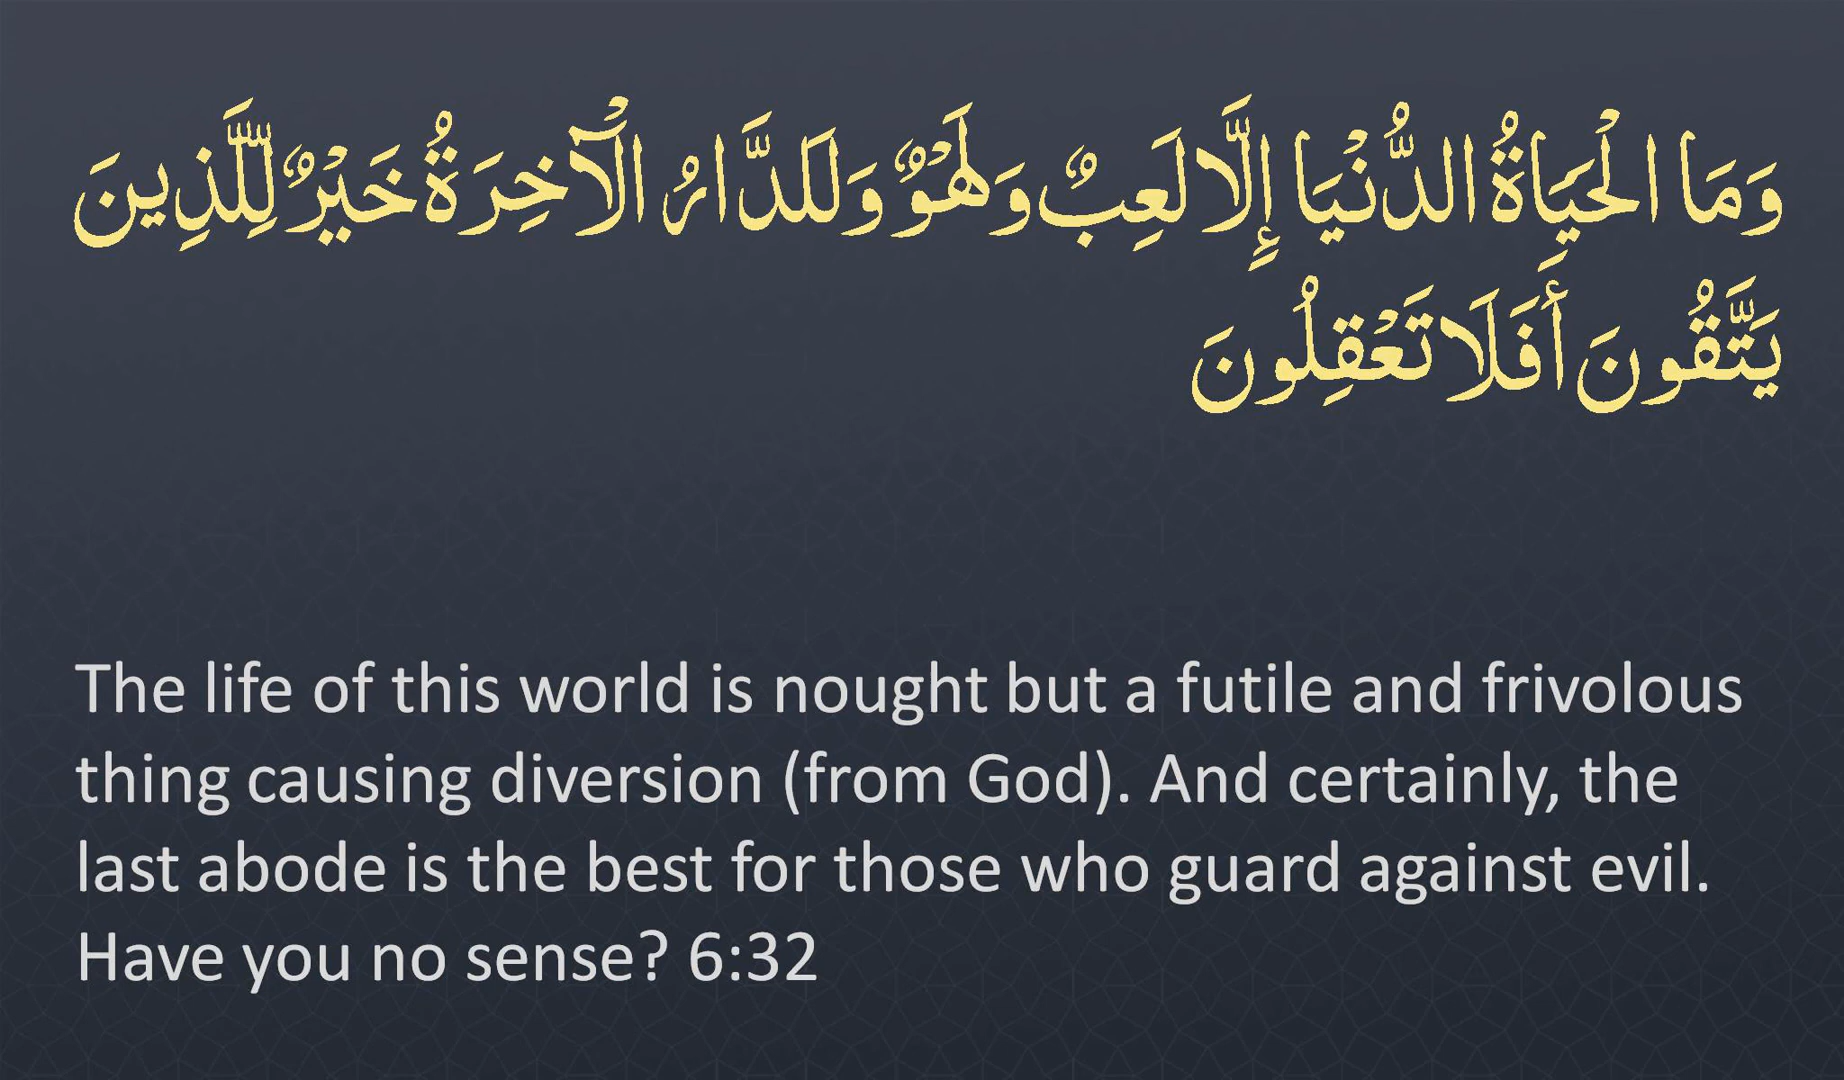 وَمَا الْحَيَاةُ الدُّنْيَا إِلَّا لَعِبٌ وَلَهْوٌ وَلَلدَّارُ الْآخِرَةُ خَيْرٌ لِلَّذِينَ
يَتَّقُونَ أَفَلَا تَعْقِلُونَ
The life of this world is nought but a futile and frivolous
thing causing diversion (from God). And certainly, the
last abode is the best for those who guard against evil.
Have you no sense? 6:32